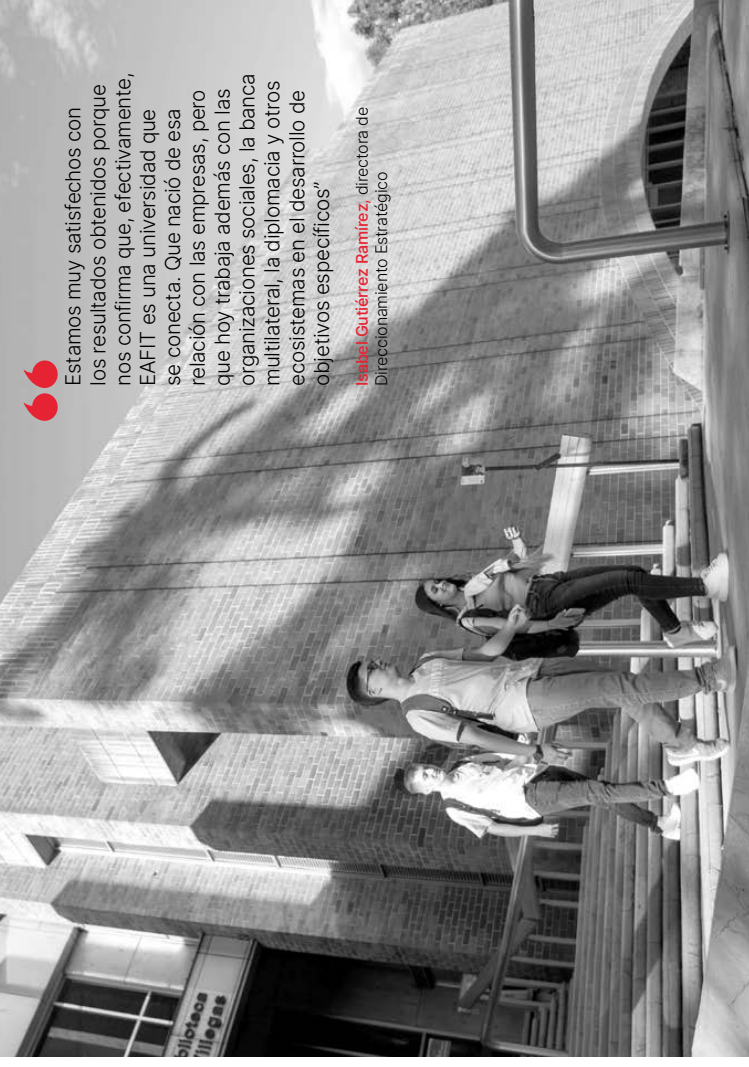 Estamos muy satisfechos con
los resultados obtenidos porque
nos confirma que, efectivamente,
EAFIT es una universidad que
se conecta. Que nació de esa
relación con las empresas, pero
que hoy trabaja además con las
organizaciones sociales, la banca
multilateral, la diplomacia y otros
ecosistemas en el desarrollo de
objetivos específicos”
Isabel Gutiérrez Ramírez, directora de
Direccionamiento Estratégico
blioteca
illegas